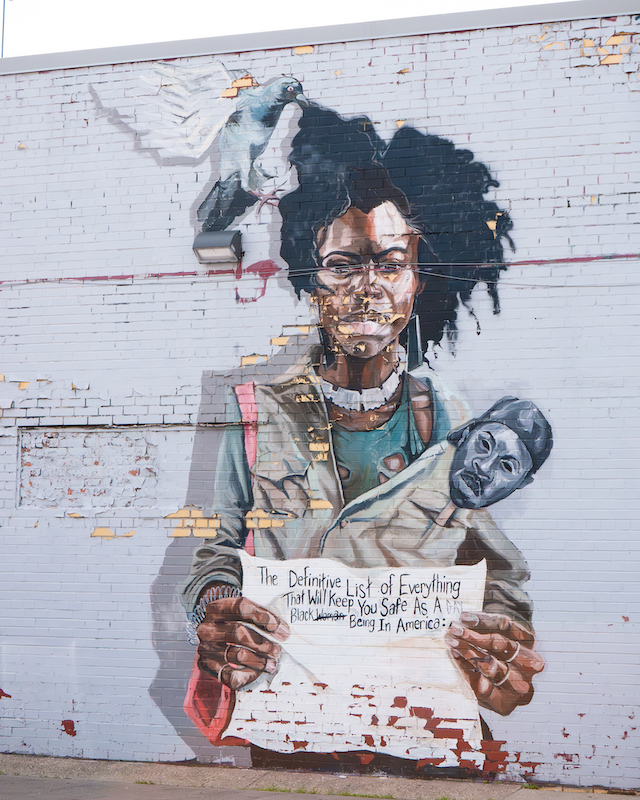 The Definitive List of Everything
That Will Keep You Safe As A
Black Woman Being In America: